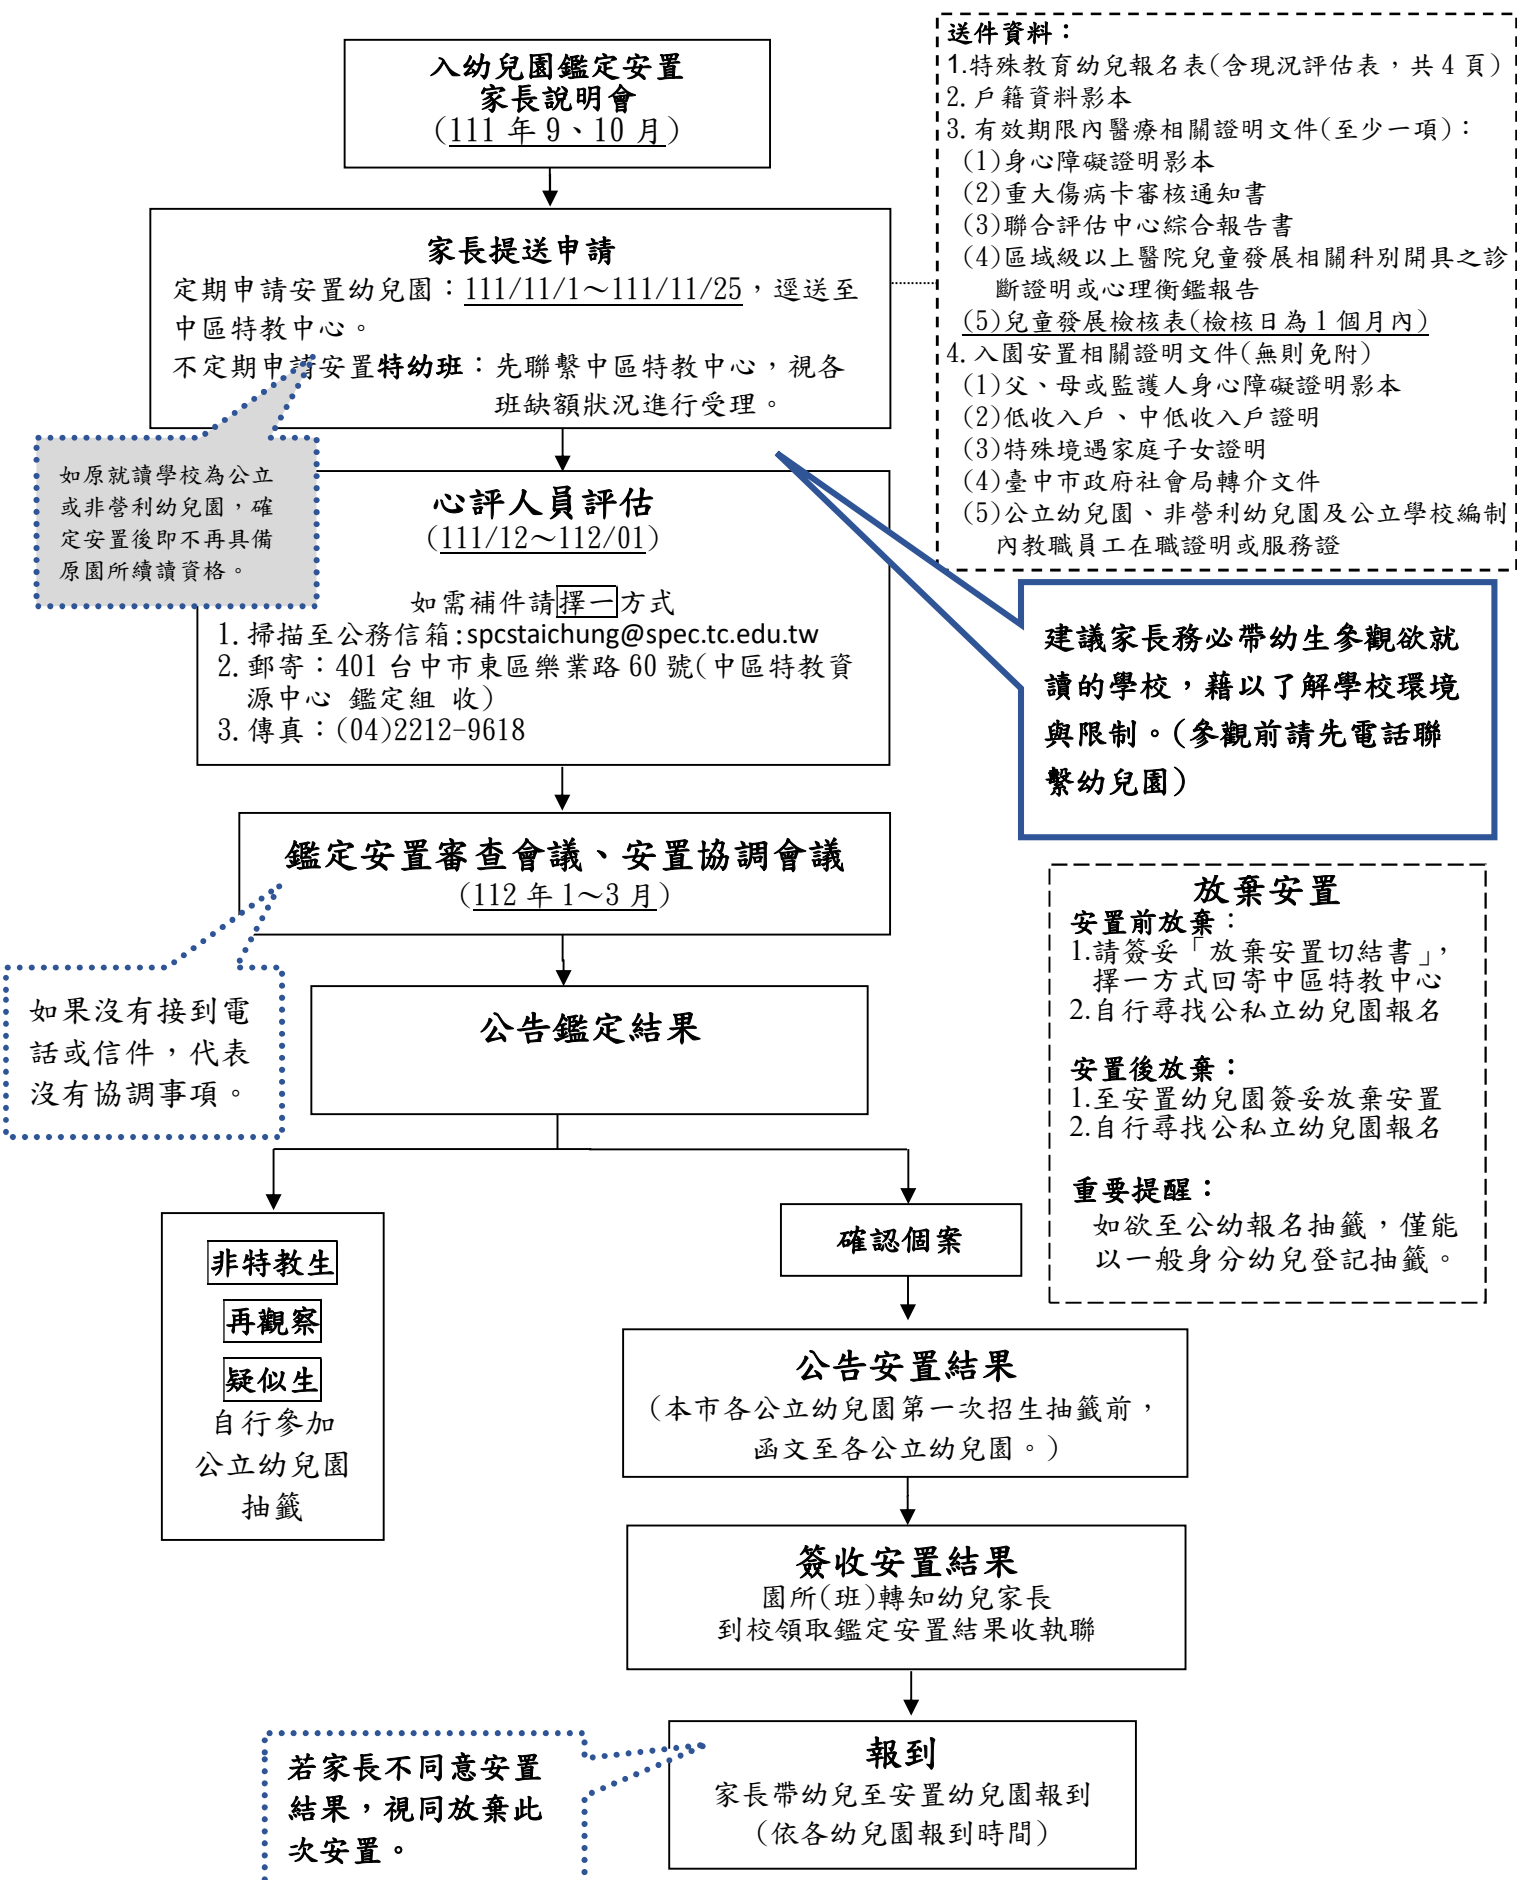 入幼兒園鑑定安置
家長說明會
(111 年 9、10 月)
送件資料：
1.特殊教育幼兒報名表(含現況評估表，共 4 頁)
2.戶籍資料影本
3.有效期限內醫療相關證明文件(至少一項)：
(1)身心障礙證明影本
(2)重大傷病卡審核通知書
(3)聯合評估中心綜合報告書
(4)區域級以上醫院兒童發展相關科別開具之診
斷證明或心理衡鑑報告
(5)兒童發展檢核表(檢核日為 1 個月內)
4.入園安置相關證明文件(無則免附)
(1)父、母或監護人身心障礙證明影本
(2)低收入戶、中低收入戶證明
(3)特殊境遇家庭子女證明
(4)臺中市政府社會局轉介文件
(5)公立幼兒園、非營利幼兒園及公立學校編制
內教職員工在職證明或服務證
家長提送申請
定期申請安置幼兒園：111/11/1～111/11/25，逕送至
中區特教中心。
不定期申請安置特幼班：先聯繫中區特教中心，視各
班缺額狀況進行受理。
如原就讀學校為公立
或非營利幼兒園，確
定安置後即不再具備
原園所續讀資格。
心評人員評估
(111/12～112/01)
如需補件請擇一方式
1.掃描至公務信箱:spcstaichung@spec.tc.edu.tw
2.郵寄：401 台中市東區樂業路 60 號(中區特教資
源中心 鑑定組 收)
3.傳真：(04)2212-9618
建議家長務必帶幼生參觀欲就
讀的學校，藉以了解學校環境
與限制。(參觀前請先電話聯
繫幼兒園)
鑑定安置審查會議、安置協調會議
(112 年 1～3 月)
如果沒有接到電
話或信件，代表
沒有協調事項。
公告鑑定結果
放棄安置
安置前放棄：
1.請簽妥「放棄安置切結書」，
擇一方式回寄中區特教中心
2.自行尋找公私立幼兒園報名
安置後放棄：
1.至安置幼兒園簽妥放棄安置
2.自行尋找公私立幼兒園報名
重要提醒：
如欲至公幼報名抽籤，僅能
以一般身分幼兒登記抽籤。
非特教生
再觀察
疑似生
自行參加
公立幼兒園
抽籤
確認個案
公告安置結果
(本市各公立幼兒園第一次招生抽籤前，
函文至各公立幼兒園。)
簽收安置結果
園所(班)轉知幼兒家長
到校領取鑑定安置結果收執聯
報到
家長帶幼兒至安置幼兒園報到
(依各幼兒園報到時間)
若家長不同意安置
結果，視同放棄此
次安置。